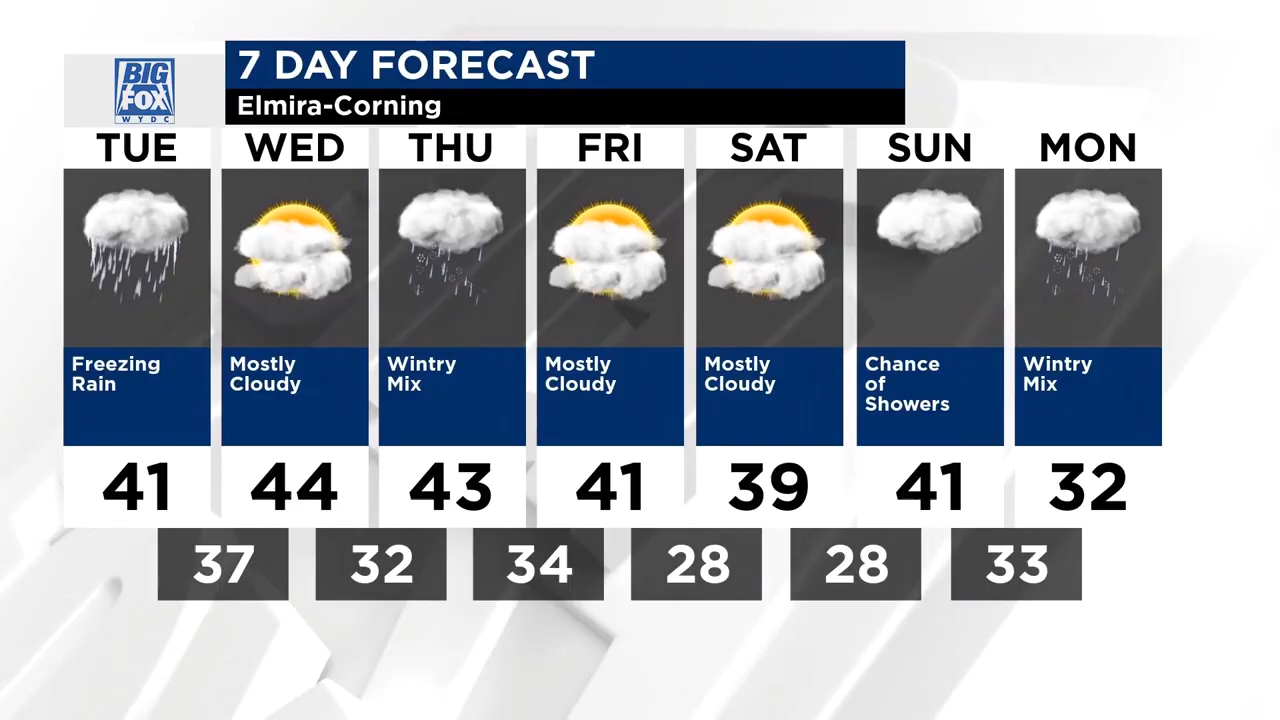 BIG
FOX
WYDC
7 DAY FORECAST
Elmira-Corning
TUE WED THU FRI SAT SUN MON
Freezing Rain
Mostly Cloudy
Wintry Mix
Mostly Cloudy
Mostly Cloudy
Chance of Showers
Wintry Mix
41 44 43 41 39 41 32
37 32 34 28 28 33